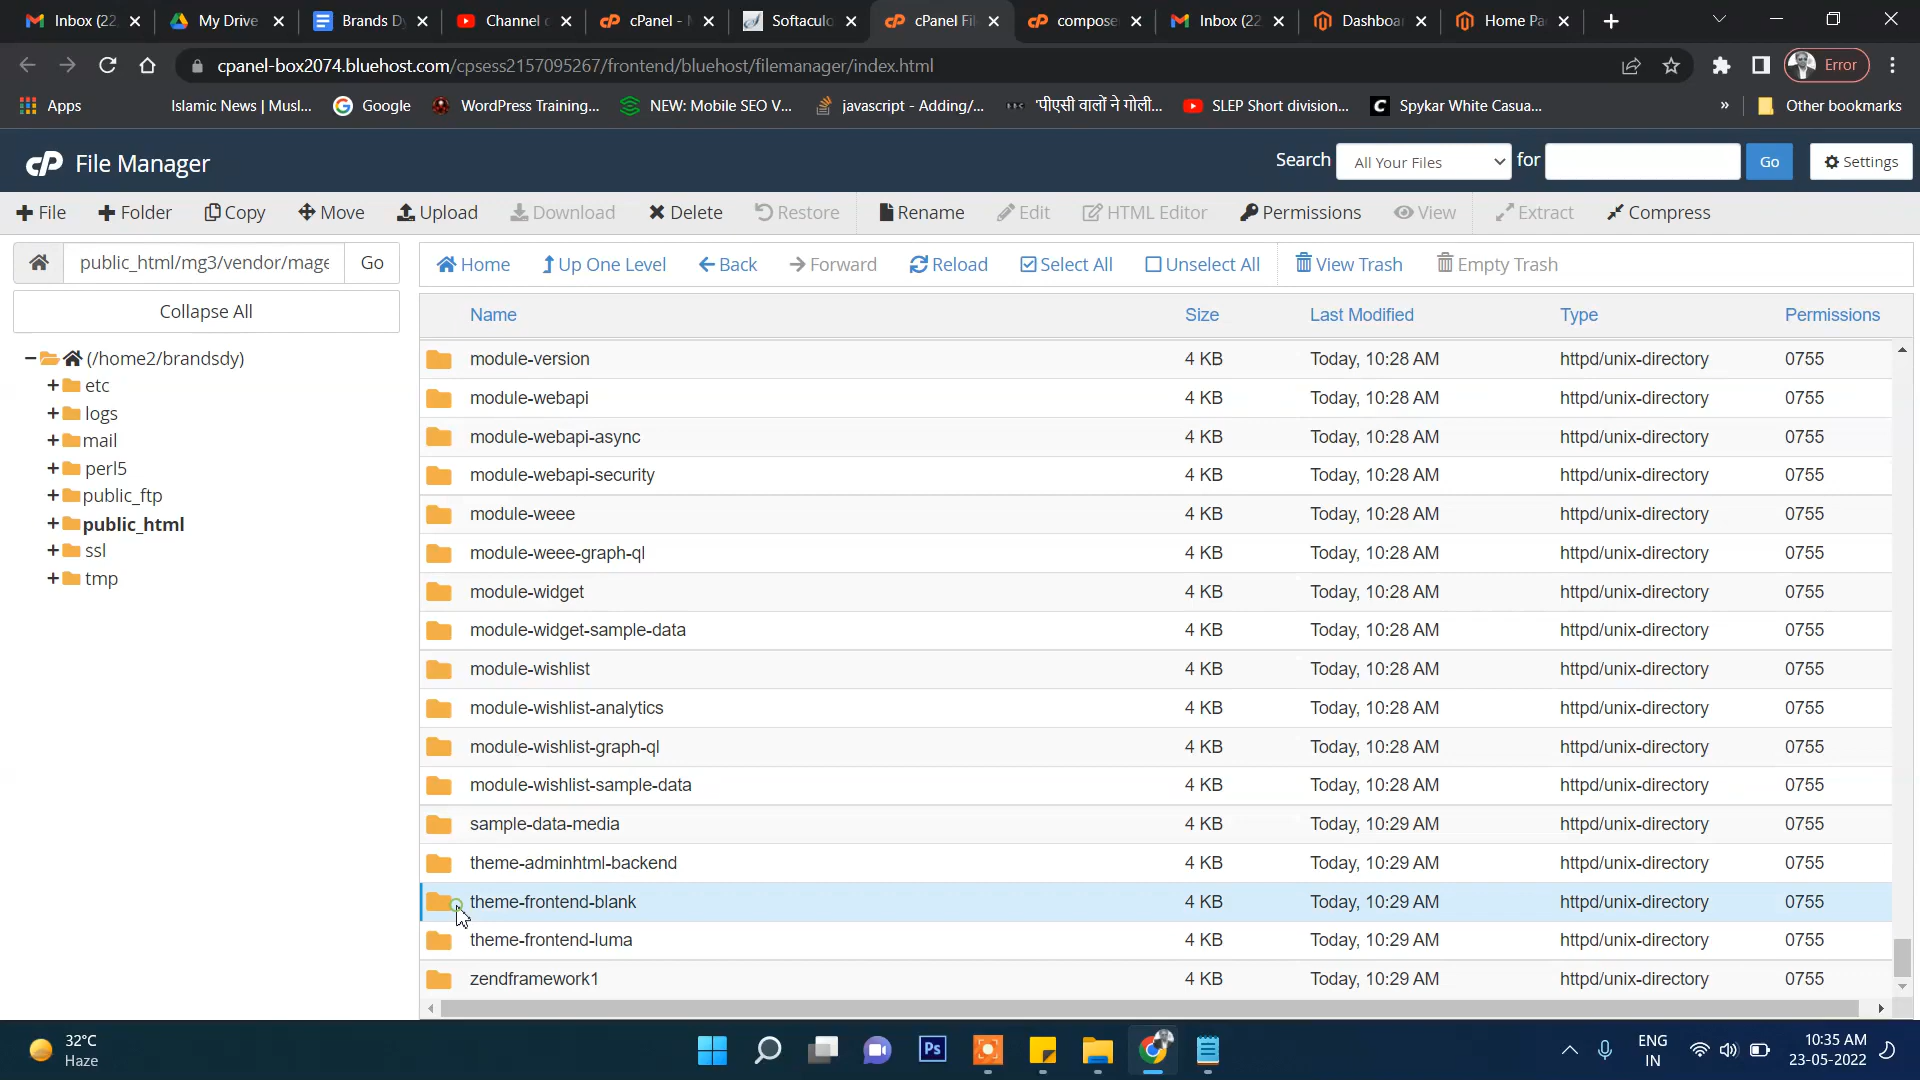 Inbox (22
My Drive
Brands Dy
Channel c
cPanel - M
Softaculo
cPanel Fil
compose
Inbox (22
Dashboa
Home Pa
cpanel-box2074.bluehost.com/cpsess2157095267/frontend/bluehost/filemanager/index.html
Error
Apps
Islamic News | Musl...
Google
WordPress Training...
NEW: Mobile SEO V...
javascript - Adding/...
'पीएसी वालों ने गोली...
SLEP Short division...
Spykar White Casua...
»
Other bookmarks
cP File Manager
Search All Your Files for Go Settings
File Folder Copy Move Upload Download Delete Restore Rename Edit HTML Editor Permissions View Extract Compress
public_html/mg3/vendor/mage Go
Home Up One Level Back Forward Reload Select All Unselect All View Trash Empty Trash
Collapse All
(/home2/brandsdy)
etc
logs
mail
perl5
public_ftp
public_html
ssl
tmp
Name Size Last Modified Type Permissions
module-version 4 KB Today, 10:28 AM httpd/unix-directory 0755
module-webapi 4 KB Today, 10:28 AM httpd/unix-directory 0755
module-webapi-async 4 KB Today, 10:28 AM httpd/unix-directory 0755
module-webapi-security 4 KB Today, 10:28 AM httpd/unix-directory 0755
module-weee 4 KB Today, 10:28 AM httpd/unix-directory 0755
module-weee-graph-ql 4 KB Today, 10:28 AM httpd/unix-directory 0755
module-widget 4 KB Today, 10:28 AM httpd/unix-directory 0755
module-widget-sample-data 4 KB Today, 10:28 AM httpd/unix-directory 0755
module-wishlist 4 KB Today, 10:28 AM httpd/unix-directory 0755
module-wishlist-analytics 4 KB Today, 10:28 AM httpd/unix-directory 0755
module-wishlist-graph-ql 4 KB Today, 10:28 AM httpd/unix-directory 0755
module-wishlist-sample-data 4 KB Today, 10:28 AM httpd/unix-directory 0755
sample-data-media 4 KB Today, 10:29 AM httpd/unix-directory 0755
theme-adminhtml-backend 4 KB Today, 10:29 AM httpd/unix-directory 0755
theme-frontend-blank 4 KB Today, 10:29 AM httpd/unix-directory 0755
theme-frontend-luma 4 KB Today, 10:29 AM httpd/unix-directory 0755
zendframework1 4 KB Today, 10:29 AM httpd/unix-directory 0755
32°C
Haze
Ps
ENG
IN
10:35 AM
23-05-2022